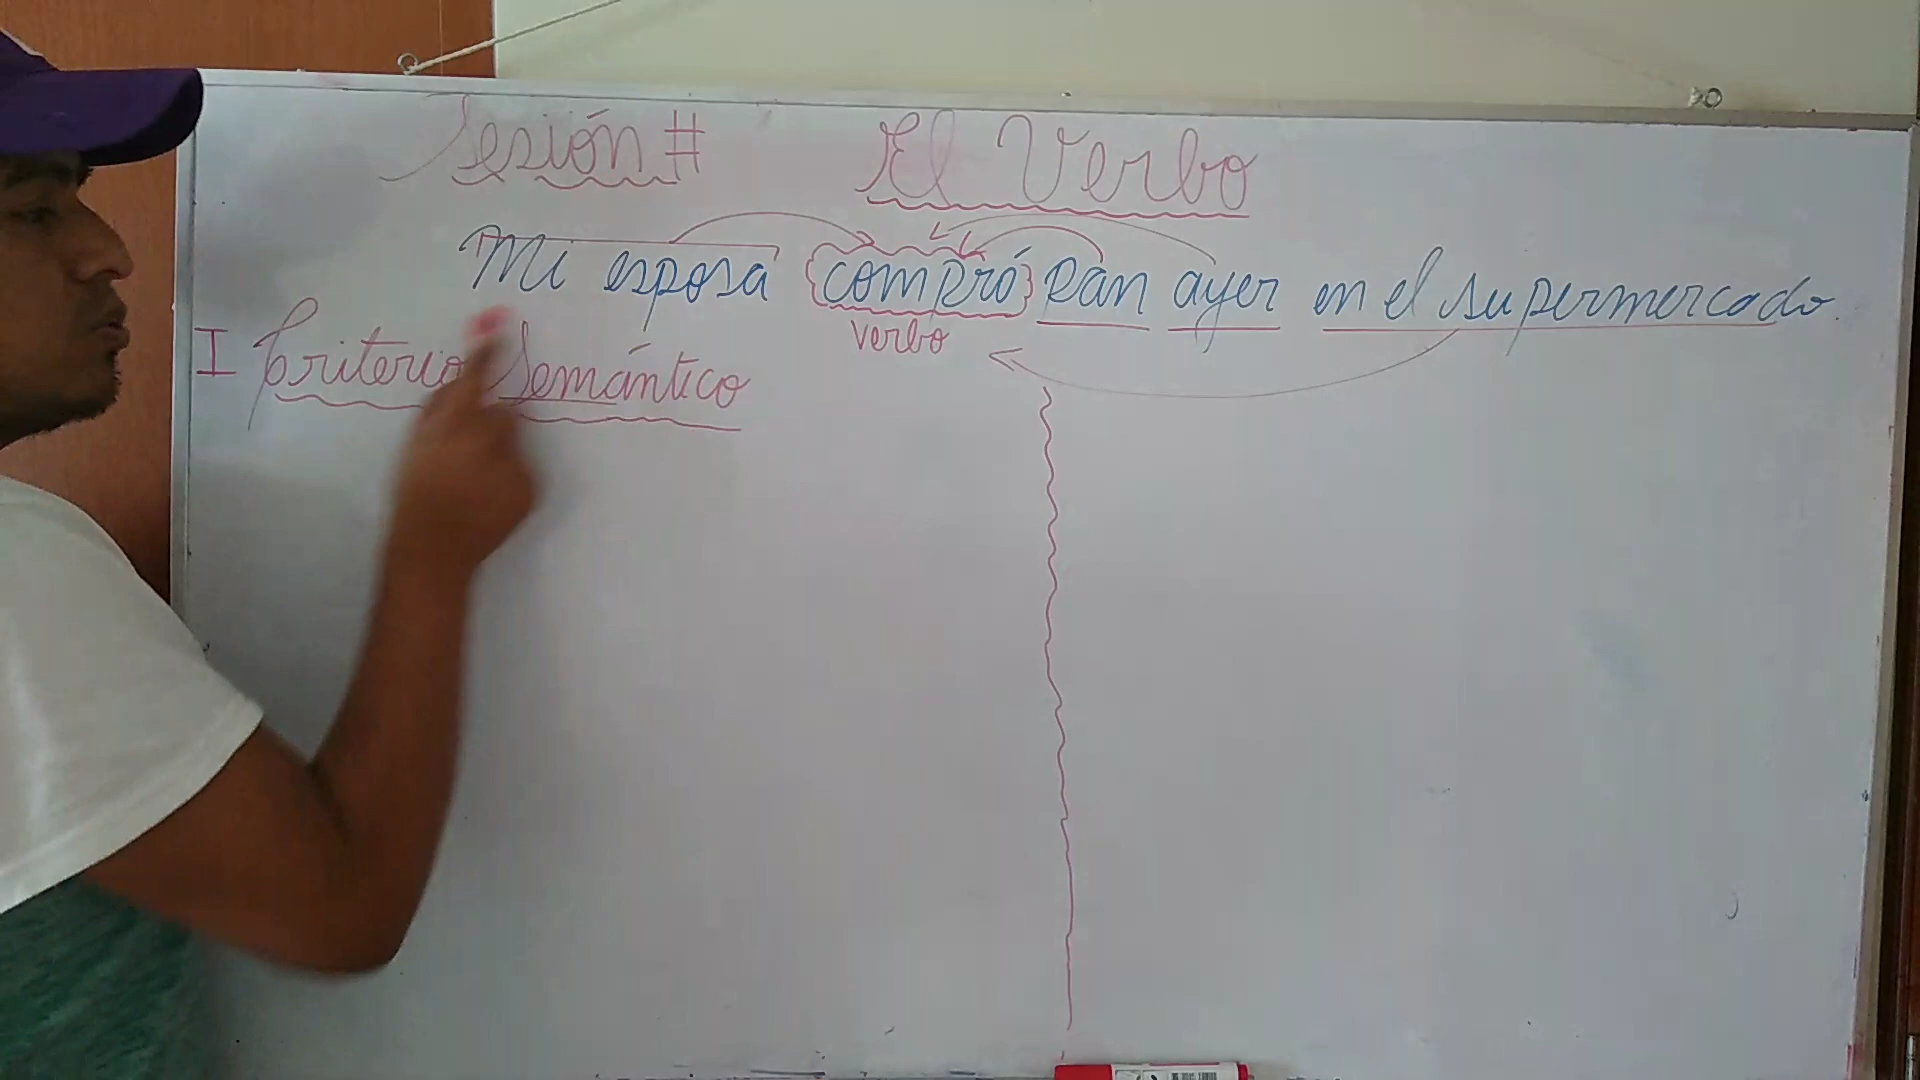 Sesión # El Verbo
Mi esposa compró pan ayer en el supermercado.
verbo
I Criterio Semántico